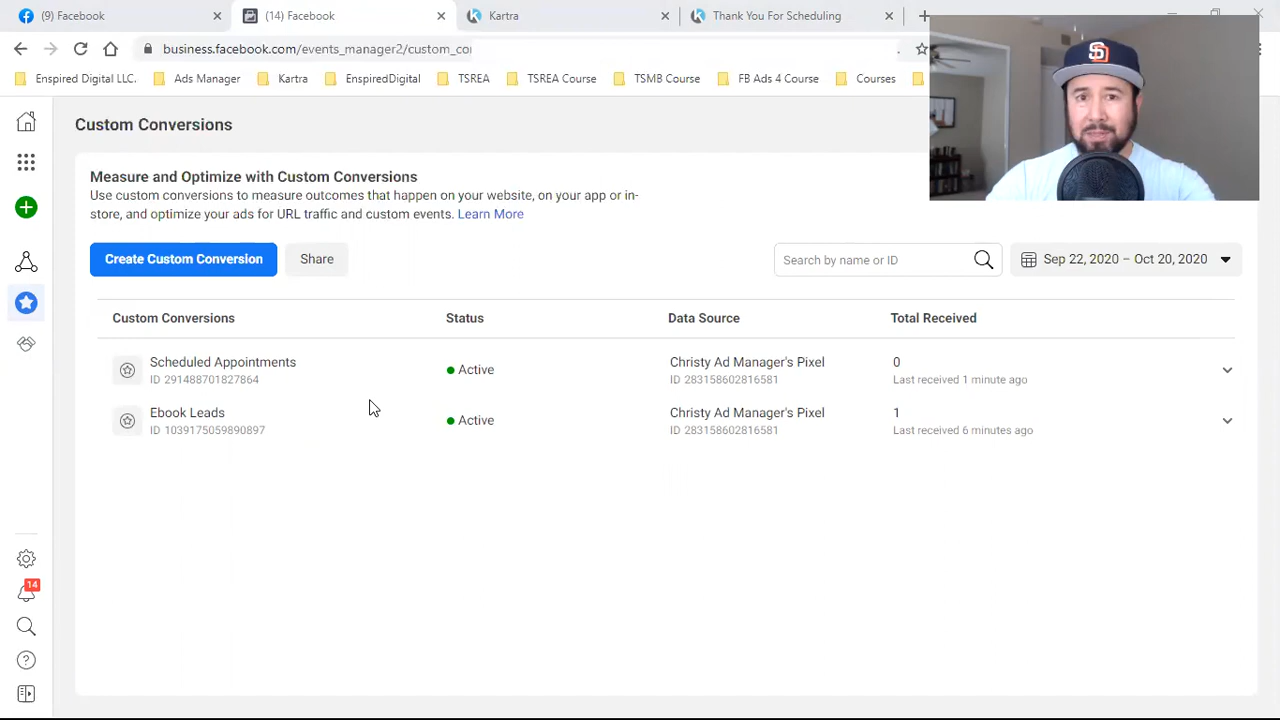 (9) Facebook
(14) Facebook
Kartra
Thank You For Scheduling
business.facebook.com/events_manager2/custom_co
Enspired Digital LLC.
Ads Manager
Kartra
EnspiredDigital
TSREA
TSREA Course
TSMB Course
FB Ads 4 Course
Courses
SD
Custom Conversions
Measure and Optimize with Custom Conversions
Use custom conversions to measure outcomes that happen on your website, on your app or in-
store, and optimize your ads for URL traffic and custom events. Learn More
Create Custom Conversion
Share
Search by name or ID
Sep 22, 2020 – Oct 20, 2020
Custom Conversions
Status
Data Source
Total Received
Scheduled Appointments
Active
Christy Ad Manager's Pixel
0
ID 291488701827864
ID 283158602816581
Last received 1 minute ago
Ebook Leads
Active
Christy Ad Manager's Pixel
1
ID 1039175059890897
ID 283158602816581
Last received 6 minutes ago
14